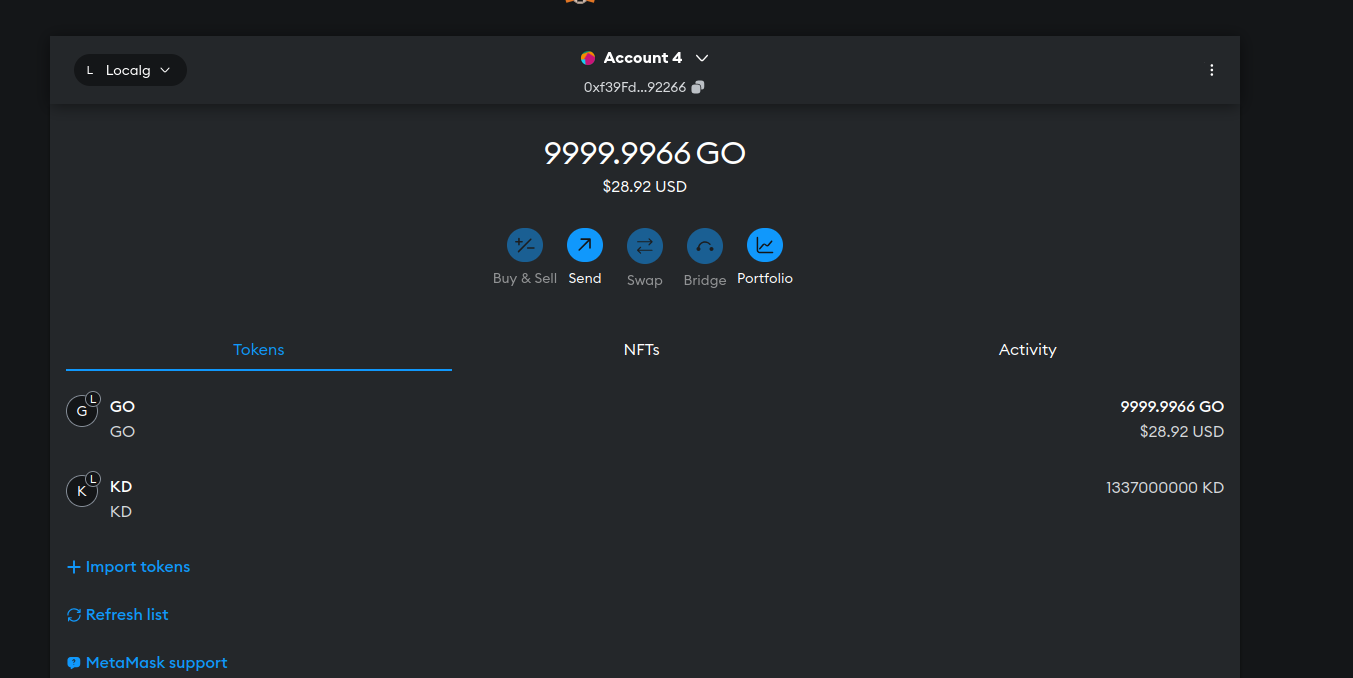 L Localg
Account 4
0xf39Fd...92266
9999.9966 GO
$28.92 USD
Buy & Sell Send Swap Bridge Portfolio
Tokens NFTs Activity
G L GO 9999.9966 GO
GO $28.92 USD
K L KD 1337000000 KD
KD
+ Import tokens
Refresh list
MetaMask support